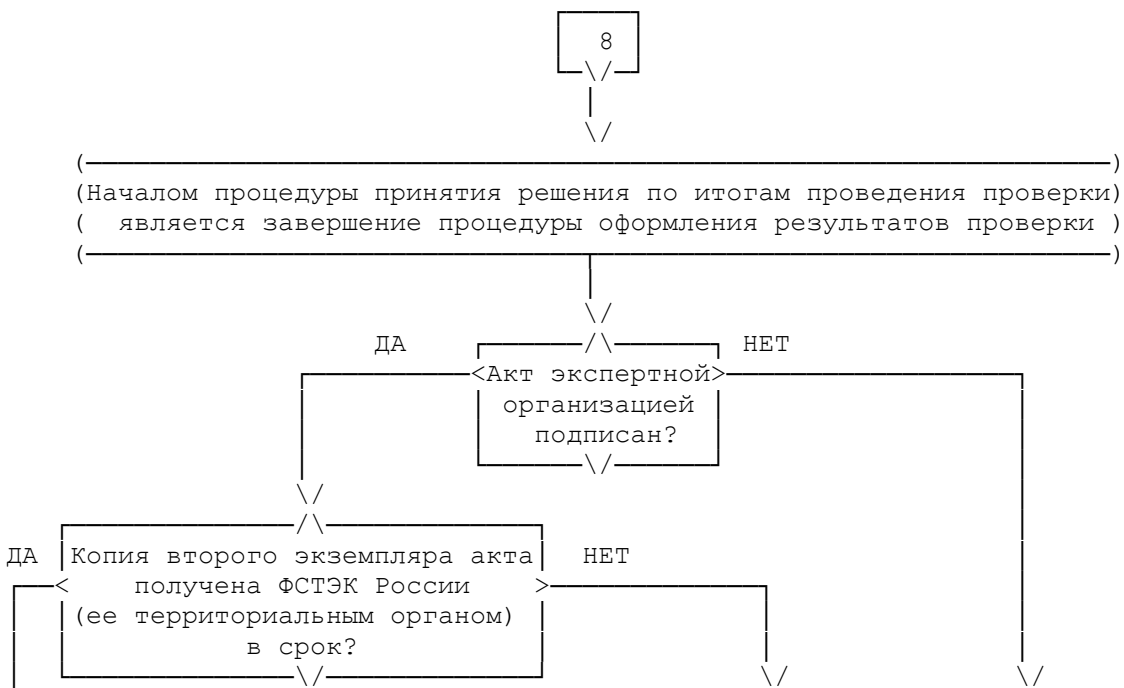 8
(Началом процедуры принятия решения по итогам проведения проверки)
( является завершение процедуры оформления результатов проверки )
ДА НЕТ
<Акт экспертной>
организацией
подписан?
ДА Копия второго экземпляра акта НЕТ
< получена ФСТЭК России >
(ее территориальным органом)
в срок?